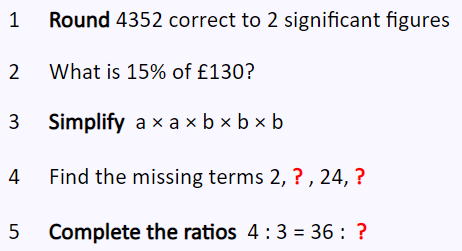 1 Round 4352 correct to 2 significant figures
2 What is 15% of £130?
3 Simplify a × a × b × b × b
4 Find the missing terms 2, ? , 24, ?
5 Complete the ratios 4 : 3 = 36 : ?